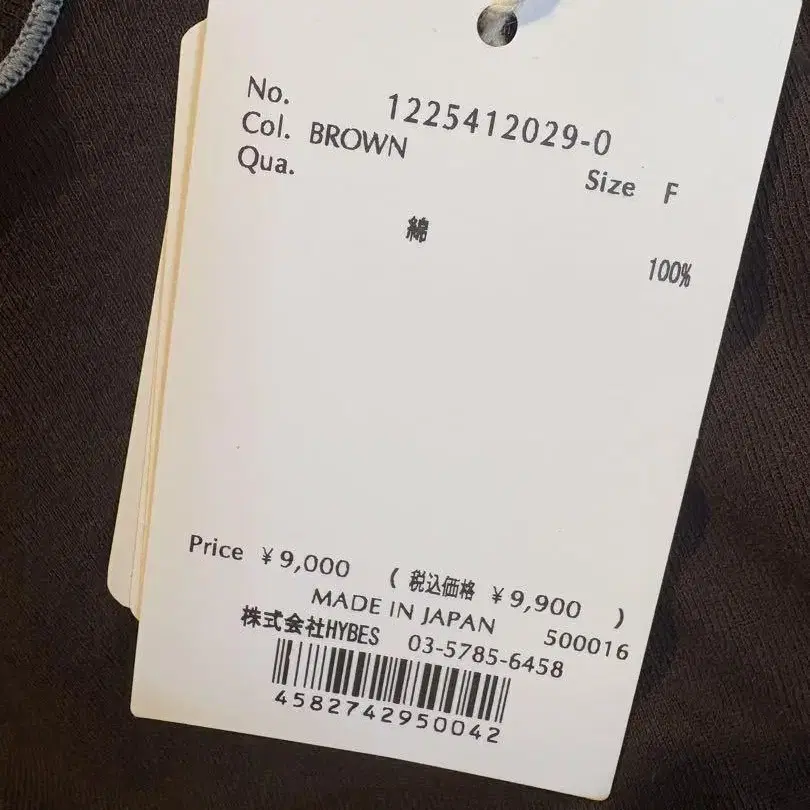 No. 1225412029-0
Col. BROWN
Qua. Size F
綿 100%
Price ¥9,000 ( 税込価格 ¥9,900 )
MADE IN JAPAN 500016
株式会社HYBES 03-5785-6458
4582742950042